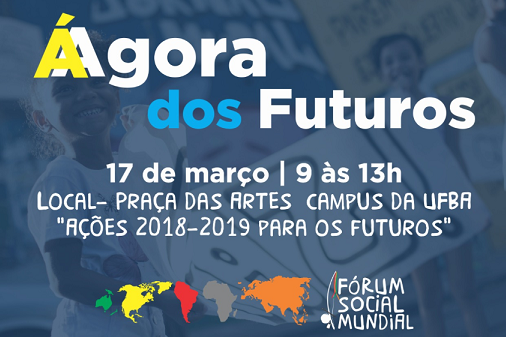 Ágora
dos Futuros
17 de março | 9 às 13h
LOCAL- PRAÇA DAS ARTES CAMPUS DA UFBA
"AÇÕES 2018-2019 PARA OS FUTUROS"
FÓRUM
SOCIAL
MUNDIAL